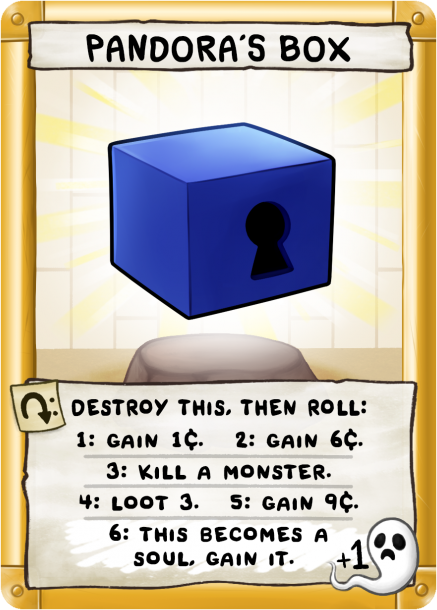 PANDORA'S BOX
: DESTROY THIS, THEN ROLL:
1: GAIN 1¢. 2: GAIN 6¢.
3: KILL A MONSTER.
4: LOOT 3. 5: GAIN 9¢.
6: THIS BECOMES A
SOUL. GAIN IT.
+1